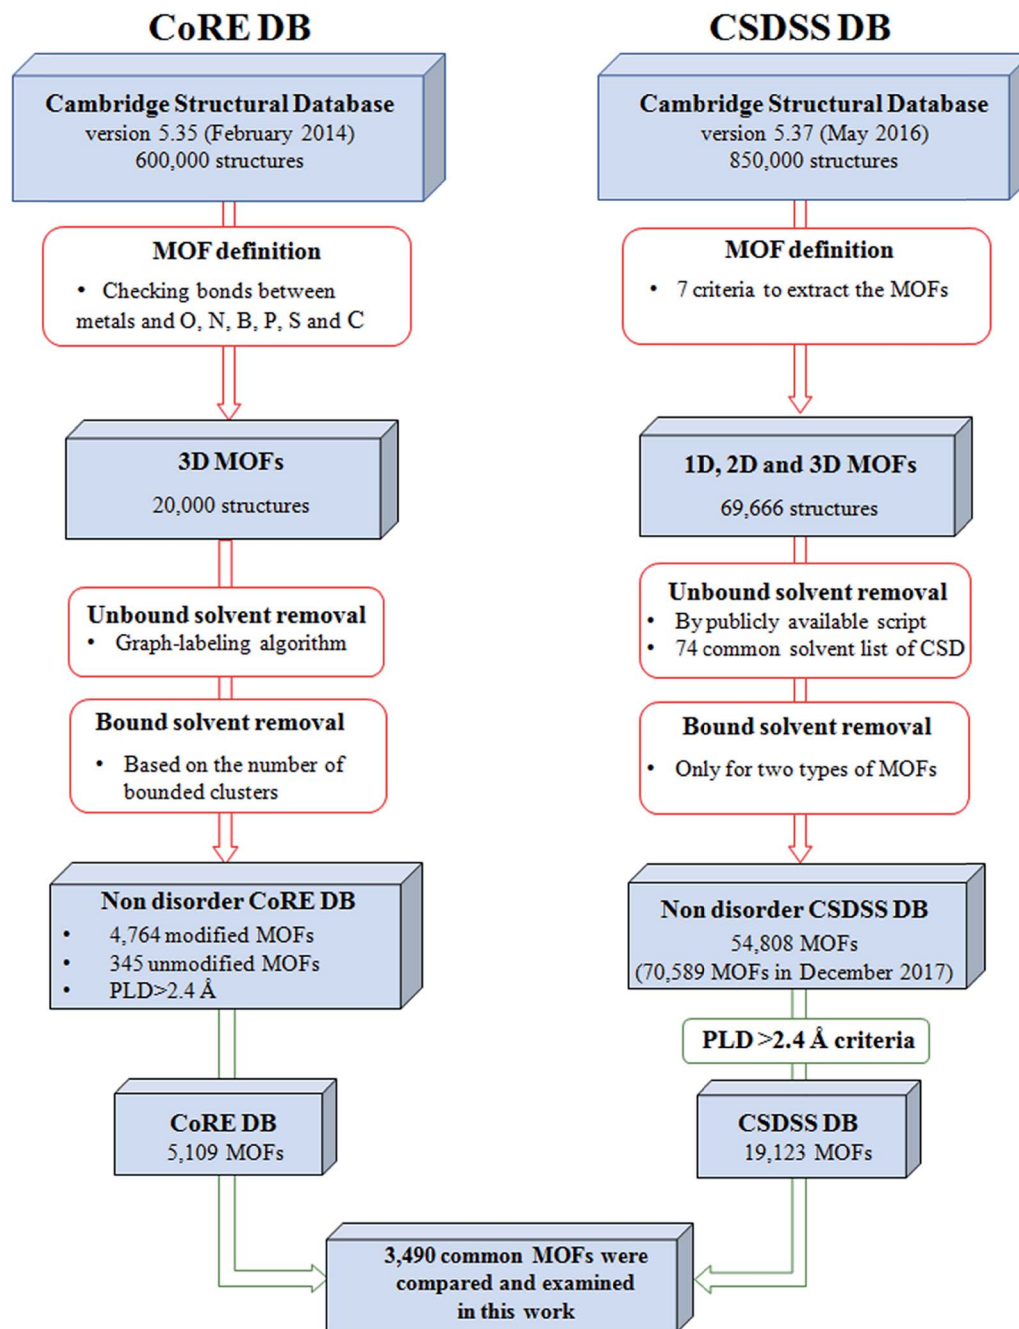 CoRE DB
Cambridge Structural Database
version 5.35 (February 2014)
600,000 structures
MOF definition
• Checking bonds between
metals and O, N, B, P, S and C
3D MOFs
20,000 structures
Unbound solvent removal
• Graph-labeling algorithm
Bound solvent removal
• Based on the number of
bounded clusters
Non disorder CoRE DB
• 4,764 modified MOFs
• 345 unmodified MOFs
• PLD>2.4 Å
CoRE DB
5,109 MOFs
CSDSS DB
Cambridge Structural Database
version 5.37 (May 2016)
850,000 structures
MOF definition
• 7 criteria to extract the MOFs
1D, 2D and 3D MOFs
69,666 structures
Unbound solvent removal
• By publicly available script
• 74 common solvent list of CSD
Bound solvent removal
• Only for two types of MOFs
Non disorder CSDSS DB
54,808 MOFs
(70,589 MOFs in December 2017)
PLD >2.4 Å criteria
CSDSS DB
19,123 MOFs
3,490 common MOFs were
compared and examined
in this work